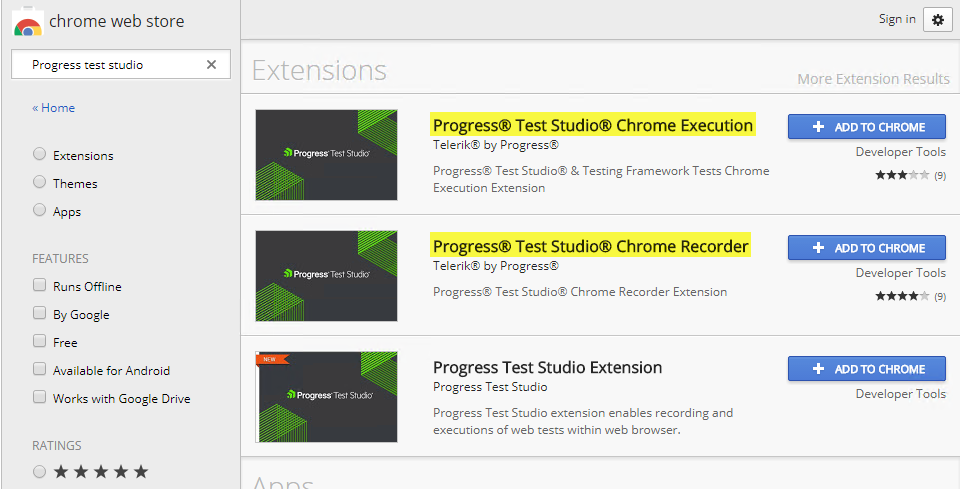 chrome web store
Sign in
Progress test studio
« Home
Extensions
Themes
Apps
FEATURES
Runs Offline
By Google
Free
Available for Android
Works with Google Drive
RATINGS
Extensions
More Extension Results
Progress Test Studio®
Progress® Test Studio® Chrome Execution
Telerik® by Progress®
Progress® Test Studio® & Testing Framework Tests Chrome
Execution Extension
ADD TO CHROME
Developer Tools
(9)
Progress Test Studio®
Progress® Test Studio® Chrome Recorder
Telerik® by Progress®
Progress® Test Studio® Chrome Recorder Extension
ADD TO CHROME
Developer Tools
(9)
NEW
Progress Test Studio®
Progress Test Studio Extension
Progress Test Studio
Progress Test Studio extension enables recording and
executions of web tests within web browser.
ADD TO CHROME
Developer Tools
Apps